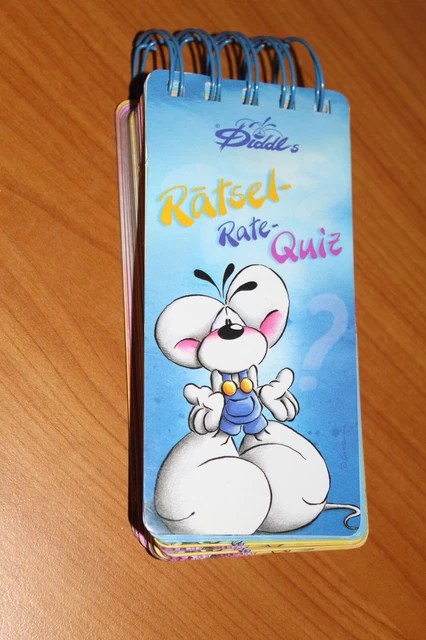 Diddl's
Rätsel-
Rate-
Quiz
?